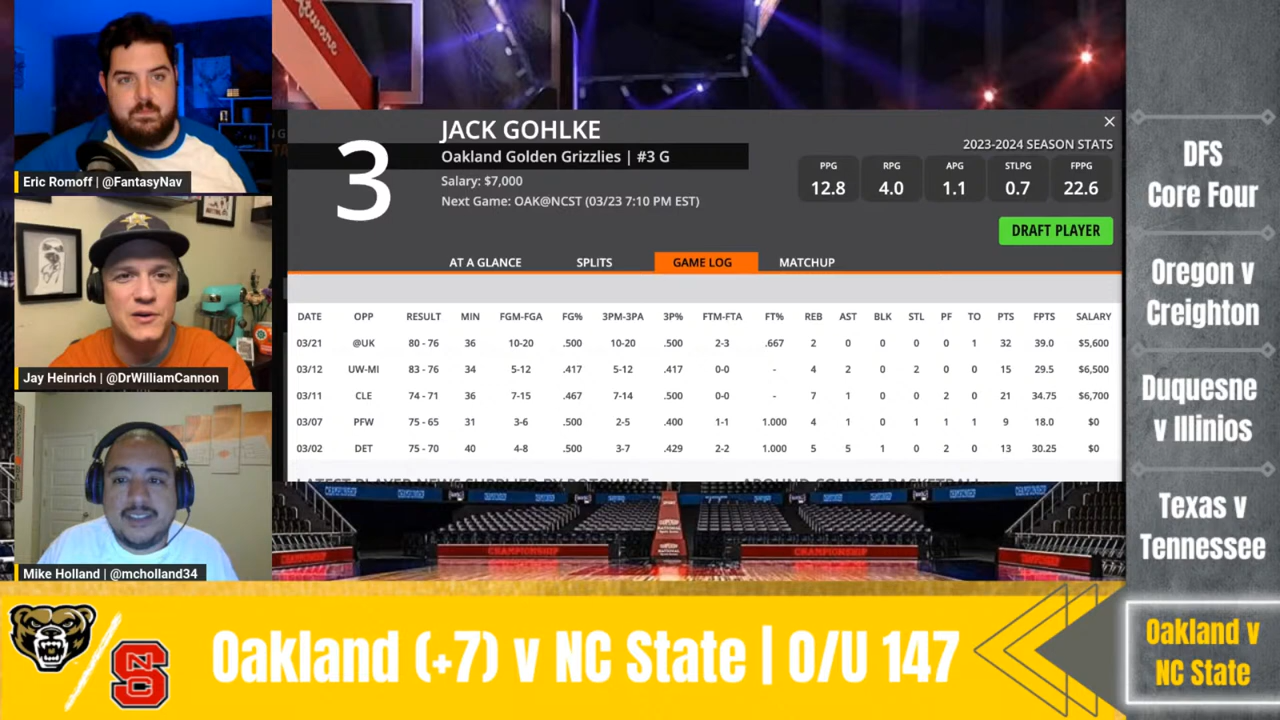 Eric Romoff | @FantasyNav
Jay Heinrich | @DrWilliamCannon
Mike Holland | @mcholland34
3
JACK GOHLKE
Oakland Golden Grizzlies | #3 G
Salary: $7,000
Next Game: OAK@NCST (03/23 7:10 PM EST)
2023-2024 SEASON STATS
PPG RPG APG STLPG FPPG
12.8 4.0 1.1 0.7 22.6
DRAFT PLAYER
AT A GLANCE SPLITS GAME LOG MATCHUP
DATE OPP RESULT MIN FGM-FGA FG% 3PM-3PA 3P% FTM-FTA FT% REB AST BLK STL PF TO PTS FPTS SALARY
03/21 @UK 80 - 76 36 10-20 .500 10-20 .500 2-3 .667 2 0 0 0 0 1 32 39.0 $5,600
03/12 UW-MI 83 - 76 34 5-12 .417 5-12 .417 0-0 - 4 2 0 2 0 0 15 29.5 $6,500
03/11 CLE 74 - 71 36 7-15 .467 7-14 .500 0-0 - 7 1 0 0 2 0 21 34.75 $6,700
03/07 PFW 75 - 65 31 3-6 .500 2-5 .400 1-1 1.000 4 1 0 1 1 1 9 18.0 $0
03/02 DET 75 - 70 40 4-8 .500 3-7 .429 2-2 1.000 5 5 1 0 2 0 13 30.25 $0
LATEST PLAYER NEWS SUPPLIED BY ROTOWIRE AROUND COLLEGE BASKETBALL
CHAMPIONSHIP
CHAMPIONSHIP
DFS
Core Four
Oregon v
Creighton
Duquesne
v Illinios
Texas v
Tennessee
Oakland v
NC State
Oakland (+7) v NC State | O/U 147